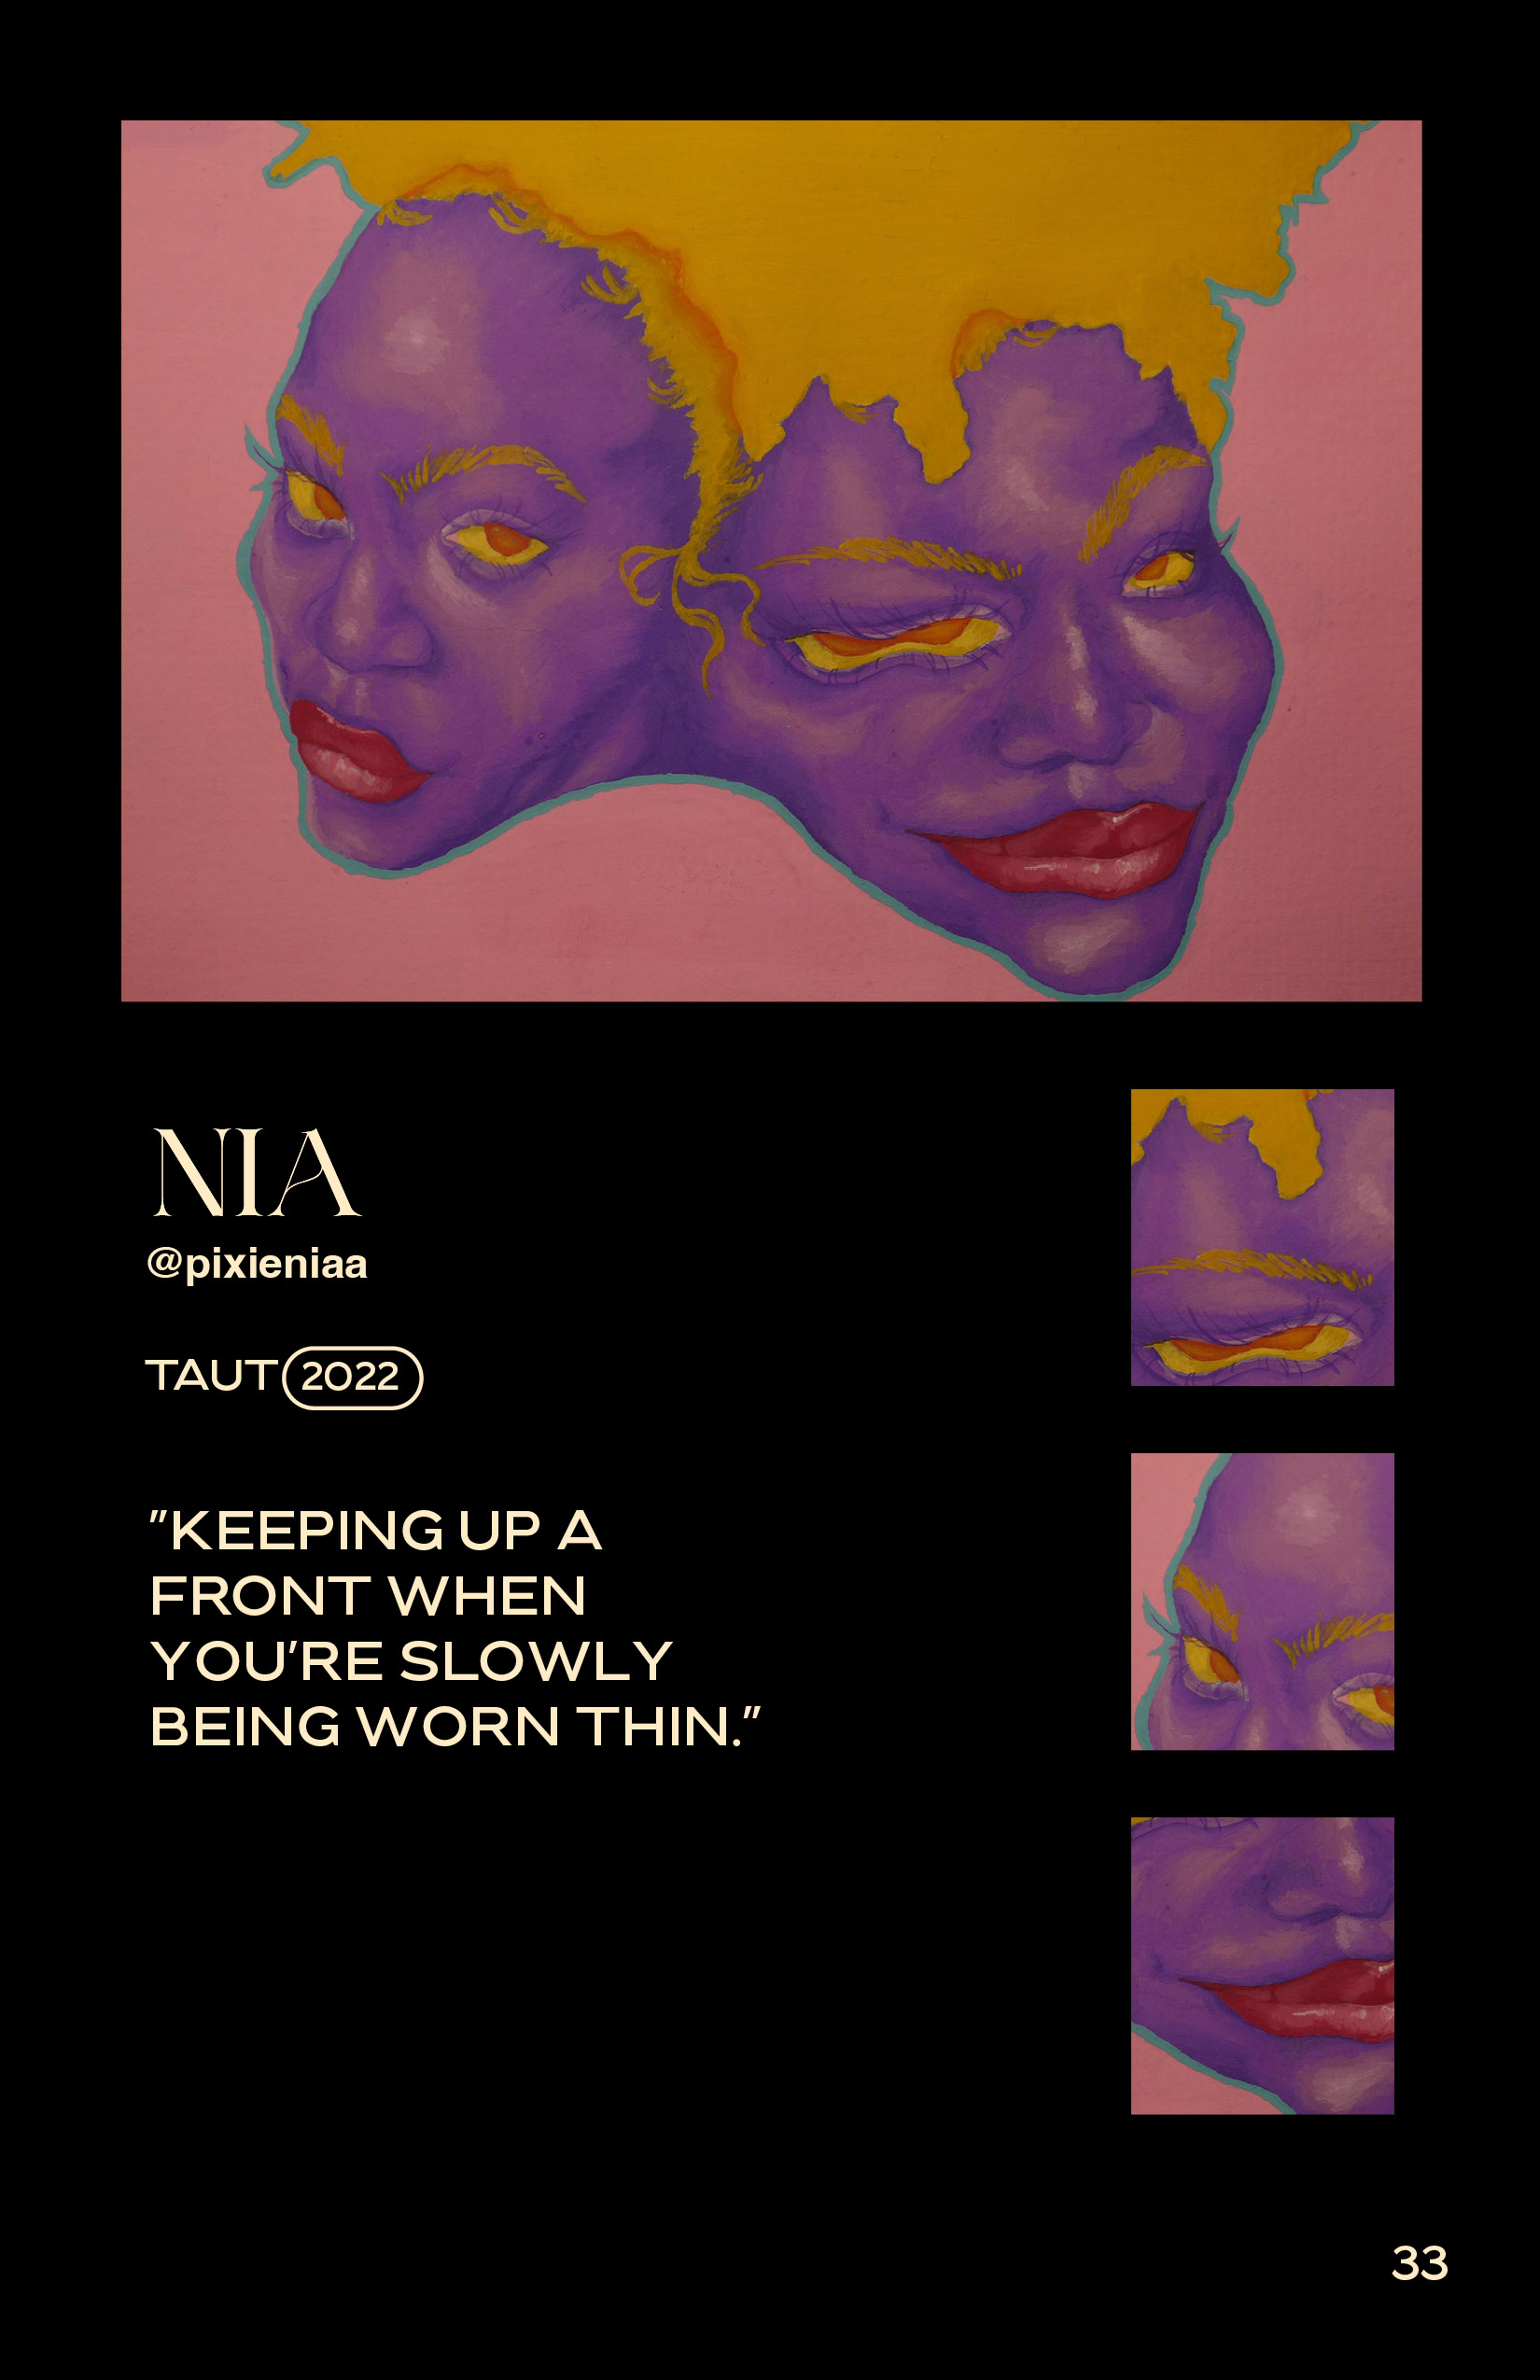 NIA
@pixieniaa
TAUT 2022
"KEEPING UP A
FRONT WHEN
YOU'RE SLOWLY
BEING WORN THIN."
33